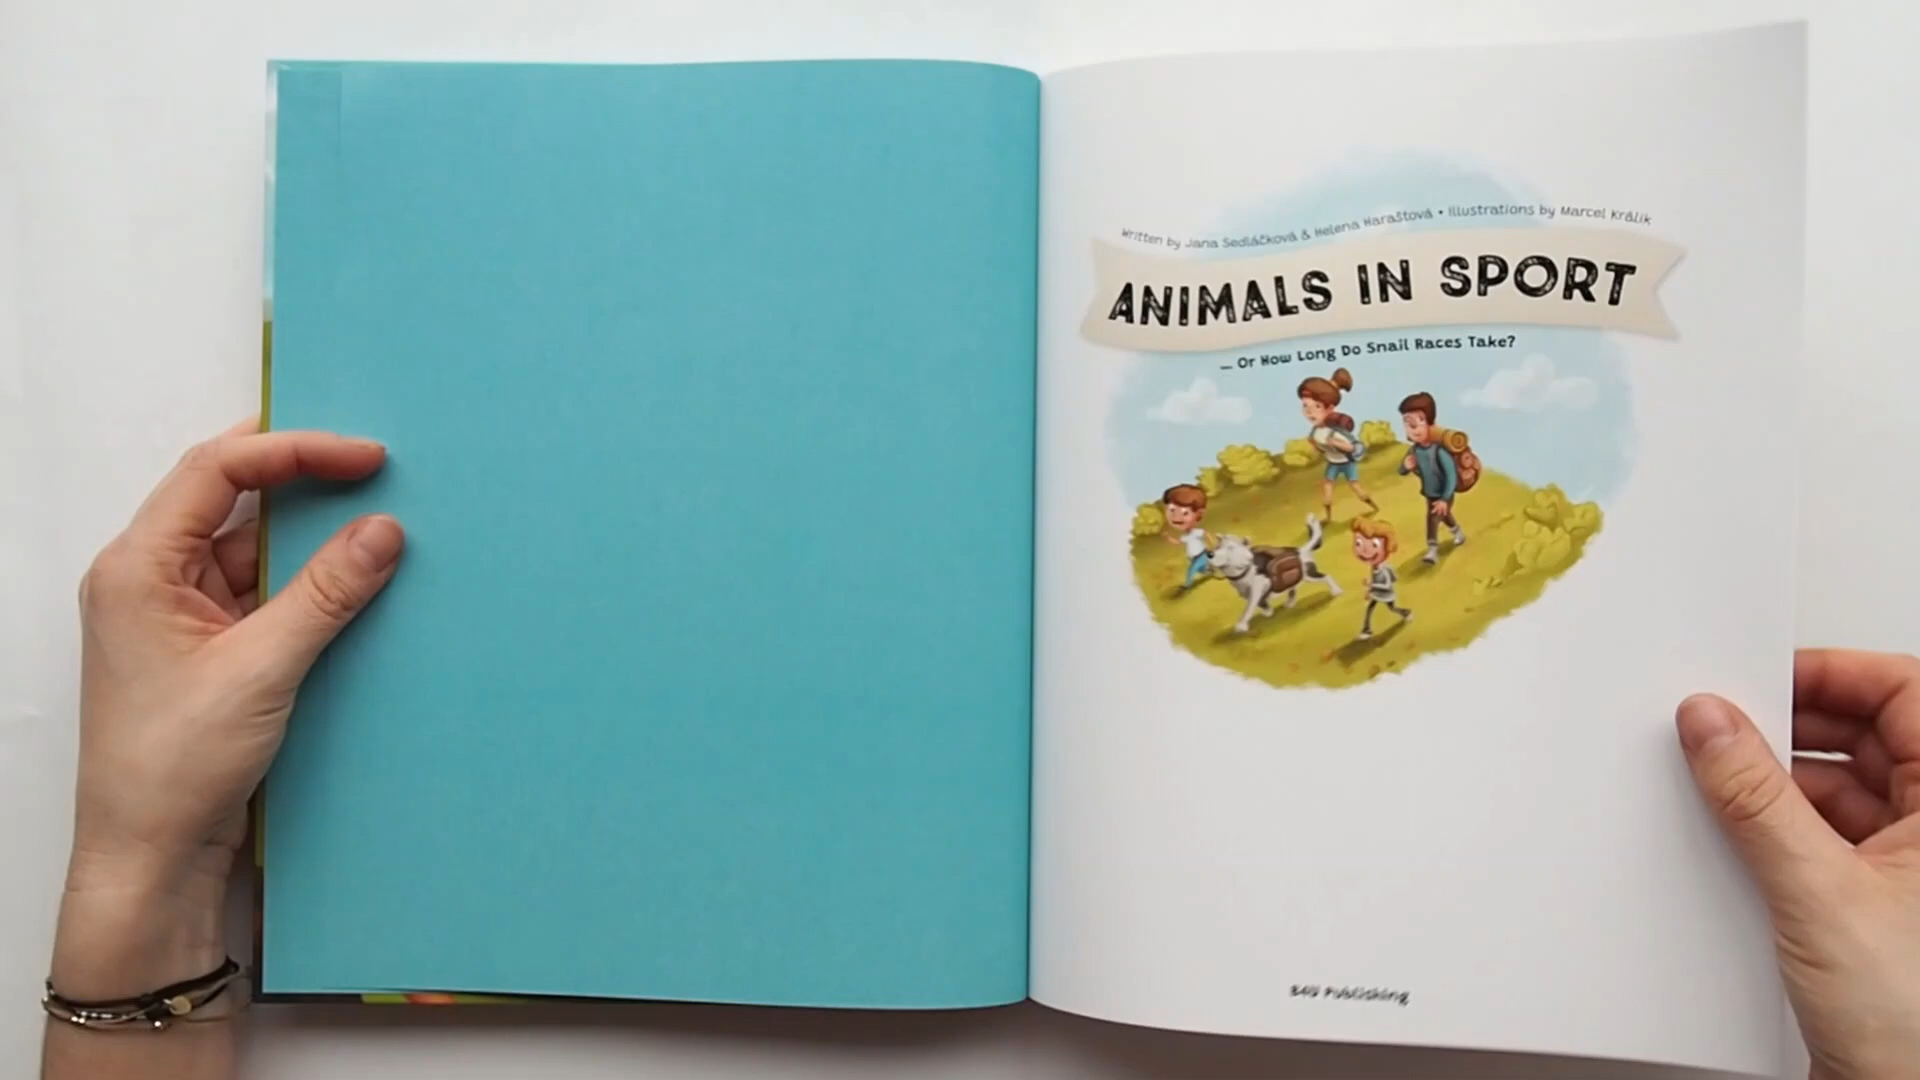 Written by Jana Sedláčková & Helena Haraštová • Illustrations by Marcel Králik
ANIMALS IN SPORT
... Or How Long Do Snail Races Take?
B4U Publishing